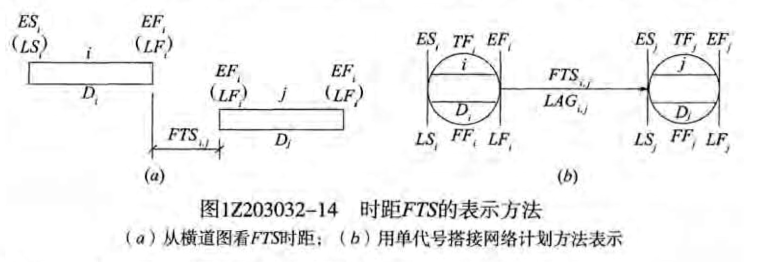 ES_i
(LS_i)
EF_i
(LF_i)
i
D_i
EF_i
(LF_i)
EF_i
(LF_i)
j
D_j
FTS_{i,j}
(a)
ES_i TF_i EF_i
i
D_i
LS_i FF_i LF_i
FTS_{i,j}
LAG_{i,j}
ES_j TF_j EF_j
j
D_j
LS_j FF_j LF_j
(b)
图1Z203032-14 时距FTS的表示方法
(a)从横道图看FTS时距；(b)用单代号搭接网络计划方法表示